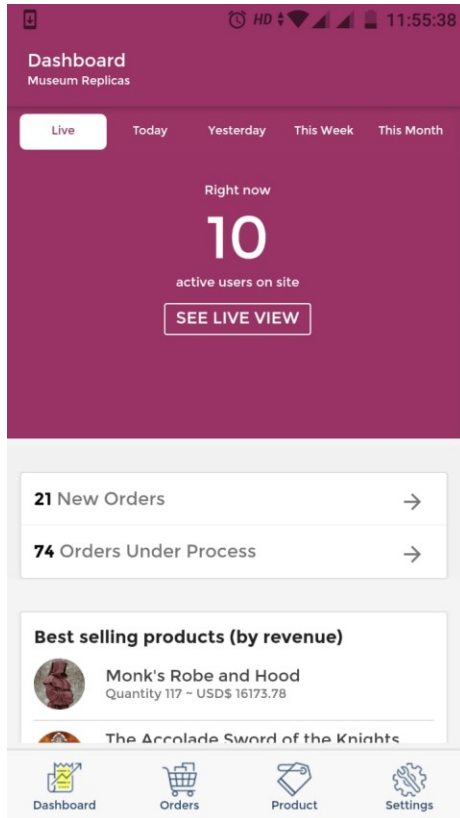 HD 11:55:38
Dashboard
Museum Replicas
Live Today Yesterday This Week This Month
Right now
10
active users on site
SEE LIVE VIEW
21 New Orders
74 Orders Under Process
Best selling products (by revenue)
Monk's Robe and Hood
Quantity 117 ~ USD$ 16173.78
The Accolade Sword of the Knights
Dashboard Orders Product Settings